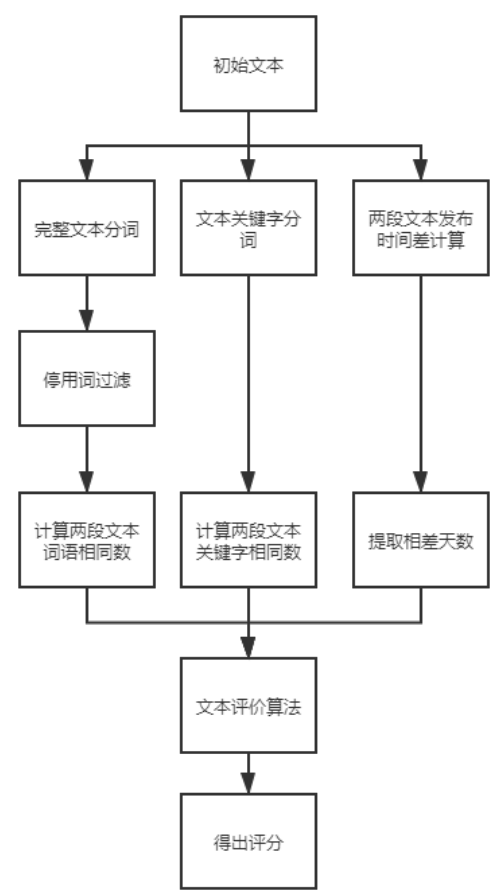 初始文本
完整文本分词
文本关键字分
词
两段文本发布
时间差计算
停用词过滤
计算两段文本
词语相同数
计算两段文本
关键字相同数
提取相差天数
文本评价算法
得出评分